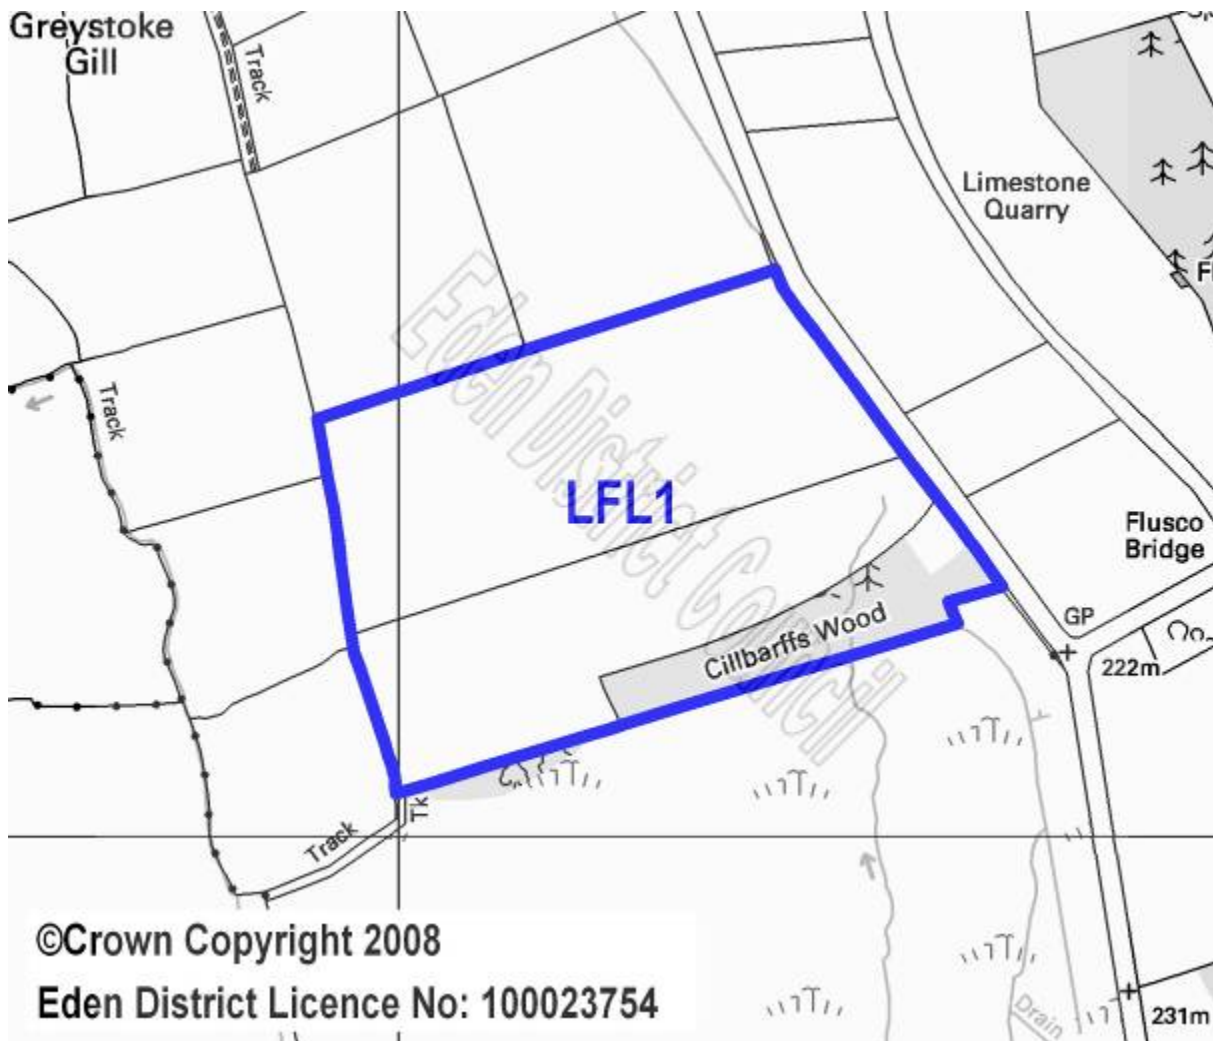 Greystoke
Gill
Track
Limestone
Quarry
Track
Eden District Council
LFL1
Flusco
Bridge
Cillbarffs Wood
GP
222m
Tk
Track
©Crown Copyright 2008
Eden District Licence No: 100023754
Drain
231m